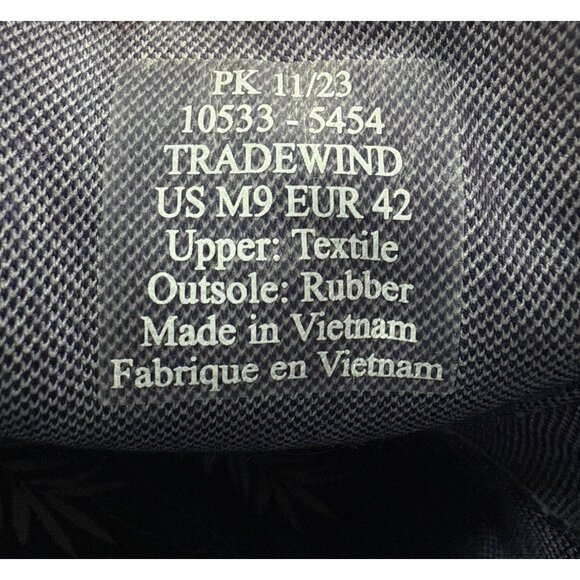 PK 11/23
10533 - 5454
TRADEWIND
US M9 EUR 42
Upper: Textile
Outsole: Rubber
Made in Vietnam
Fabrique en Vietnam